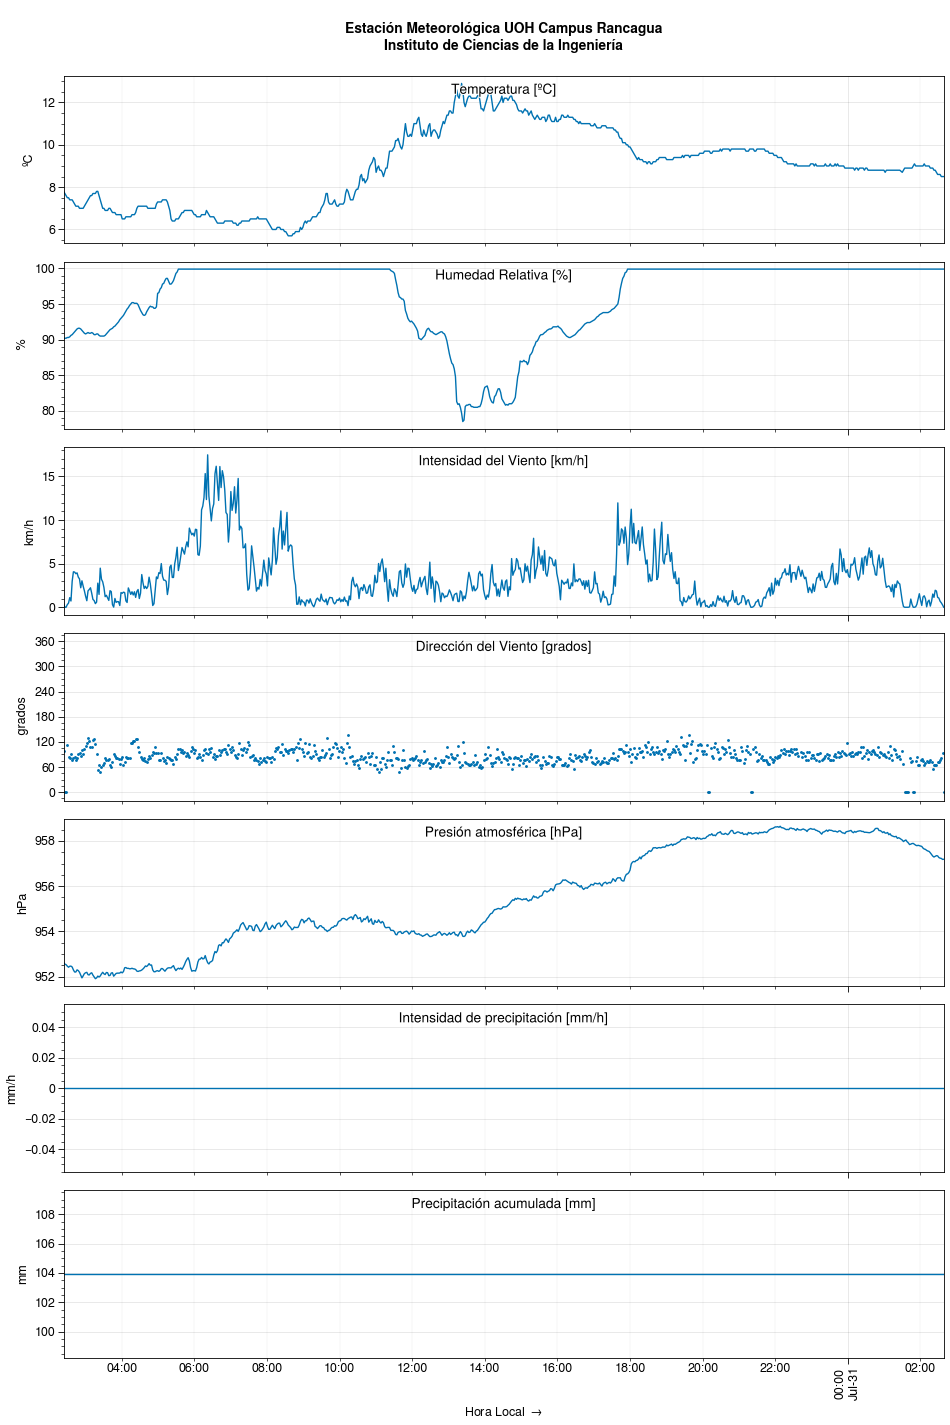 Estación Meteorológica UOH Campus Rancagua
Instituto de Ciencias de la Ingeniería
Temperatura [ºC]
12
10
8
6
ºC
Humedad Relativa [%]
100
95
90
85
80
%
Intensidad del Viento [km/h]
15
10
5
0
km/h
Dirección del Viento [grados]
360
300
240
180
120
60
0
grados
Presión atmosférica [hPa]
958
956
954
952
hPa
Intensidad de precipitación [mm/h]
0.04
0.02
0
−0.02
−0.04
mm/h
Precipitación acumulada [mm]
108
106
104
102
100
mm
04:00 06:00 08:00 10:00 12:00 14:00 16:00 18:00 20:00 22:00 00:00 02:00
Jul-31
Hora Local →